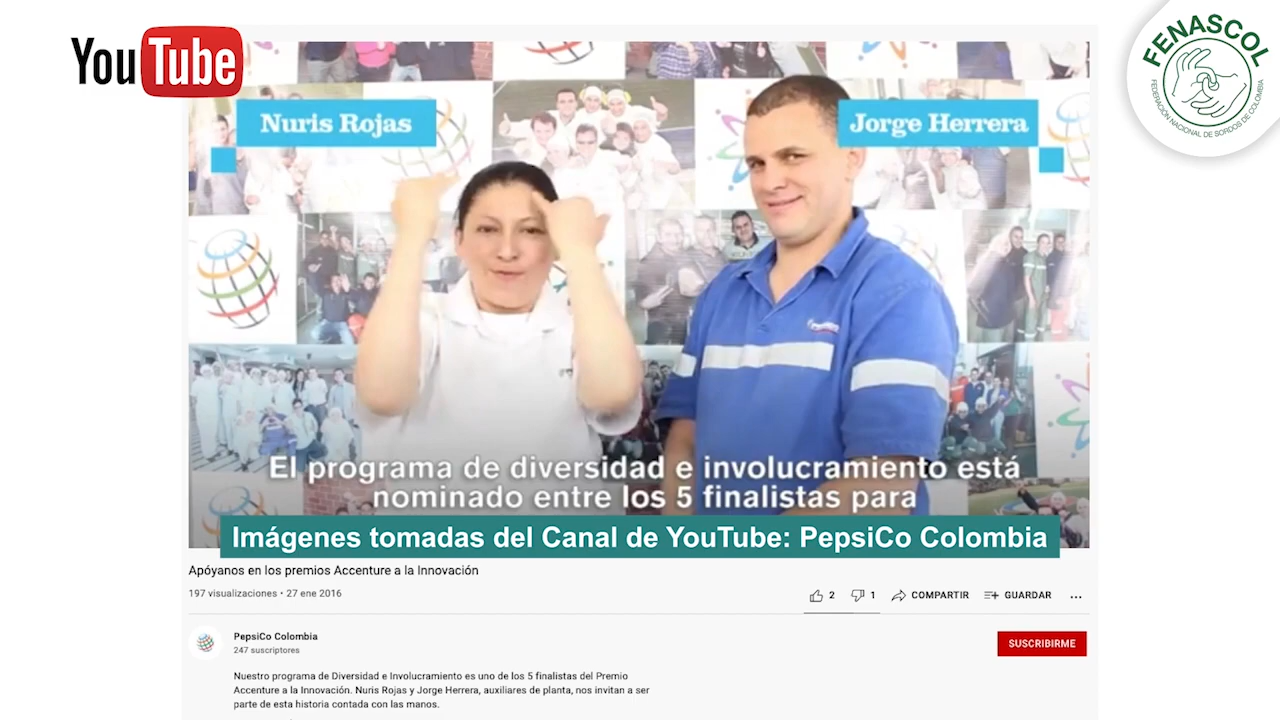 YouTube
FENASCOL
FEDERACIÓN NACIONAL DE SORDOS DE COLOMBIA
Nuris Rojas
Jorge Herrera
El programa de diversidad e involucramiento está
nominado entre los 5 finalistas para
Imágenes tomadas del Canal de YouTube: PepsiCo Colombia
Apóyanos en los premios Accenture a la Innovación
197 visualizaciones • 27 ene 2016
2
1
COMPARTIR
GUARDAR
PepsiCo Colombia
247 suscriptores
SUSCRIBIRME
Nuestro programa de Diversidad e Involucramiento es uno de los 5 finalistas del Premio
Accenture a la Innovación. Nuris Rojas y Jorge Herrera, auxiliares de planta, nos invitan a ser
parte de esta historia contada con las manos.